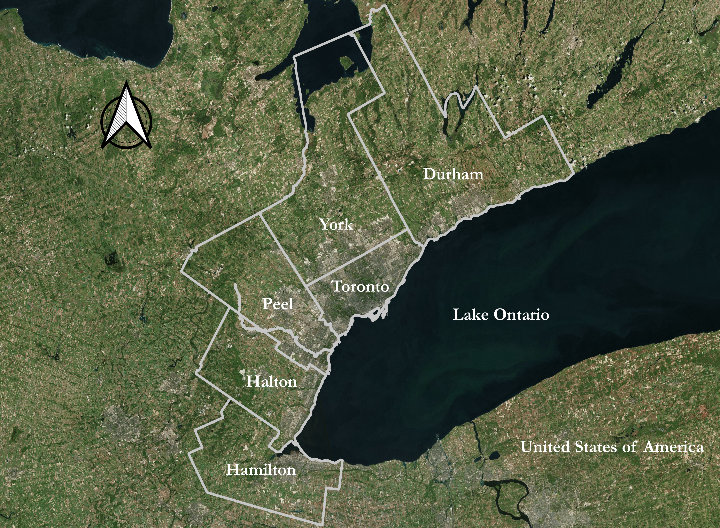 Durham
York
Toronto
Peel
Lake Ontario
Halton
United States of America
Hamilton